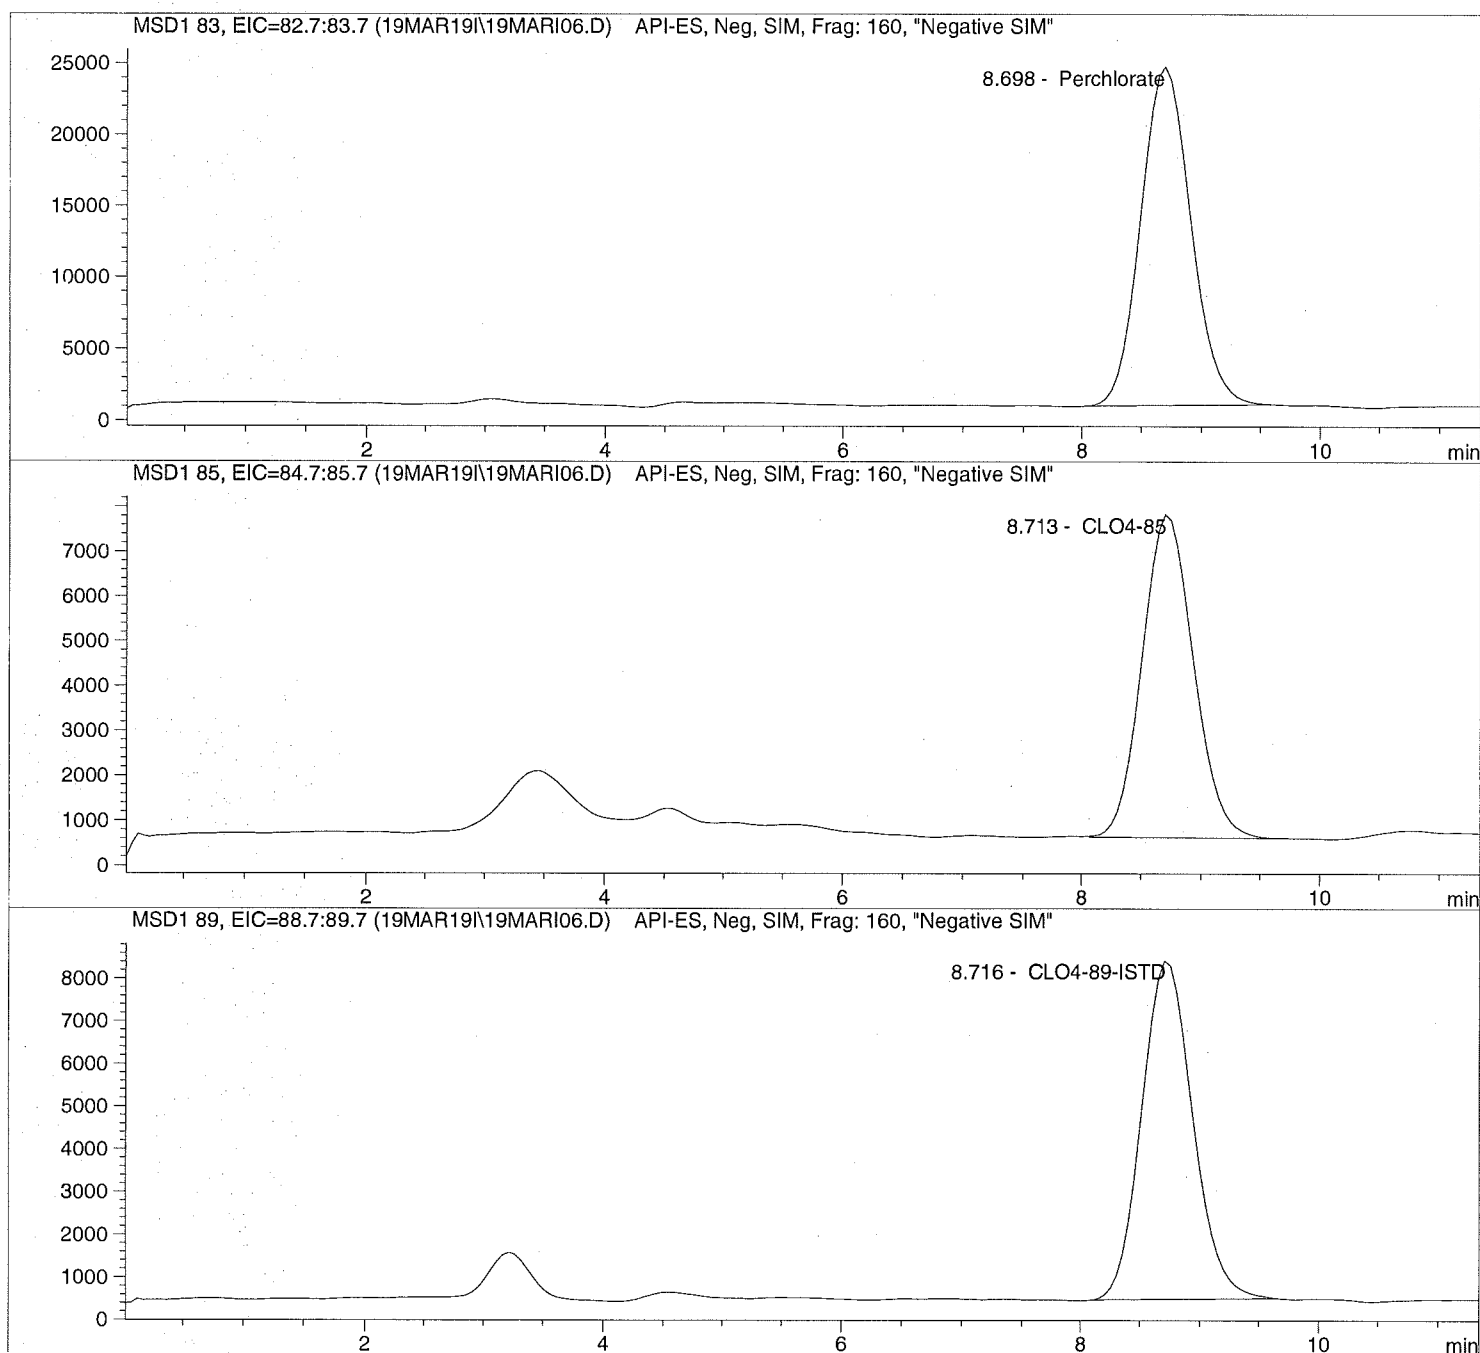 MSD1 83, EIC=82.7:83.7 (19MAR19I\19MARI06.D) API-ES, Neg, SIM, Frag: 160, "Negative SIM"
25000
8.698 - Perchlorate
20000
15000
10000
5000
0
2 4 6 8 10 min
MSD1 85, EIC=84.7:85.7 (19MAR19I\19MARI06.D) API-ES, Neg, SIM, Frag: 160, "Negative SIM"
8.713 - CLO4-85
7000
6000
5000
4000
3000
2000
1000
0
2 4 6 8 10 min
MSD1 89, EIC=88.7:89.7 (19MAR19I\19MARI06.D) API-ES, Neg, SIM, Frag: 160, "Negative SIM"
8.716 - CLO4-89-ISTD
8000
7000
6000
5000
4000
3000
2000
1000
0
2 4 6 8 10 min